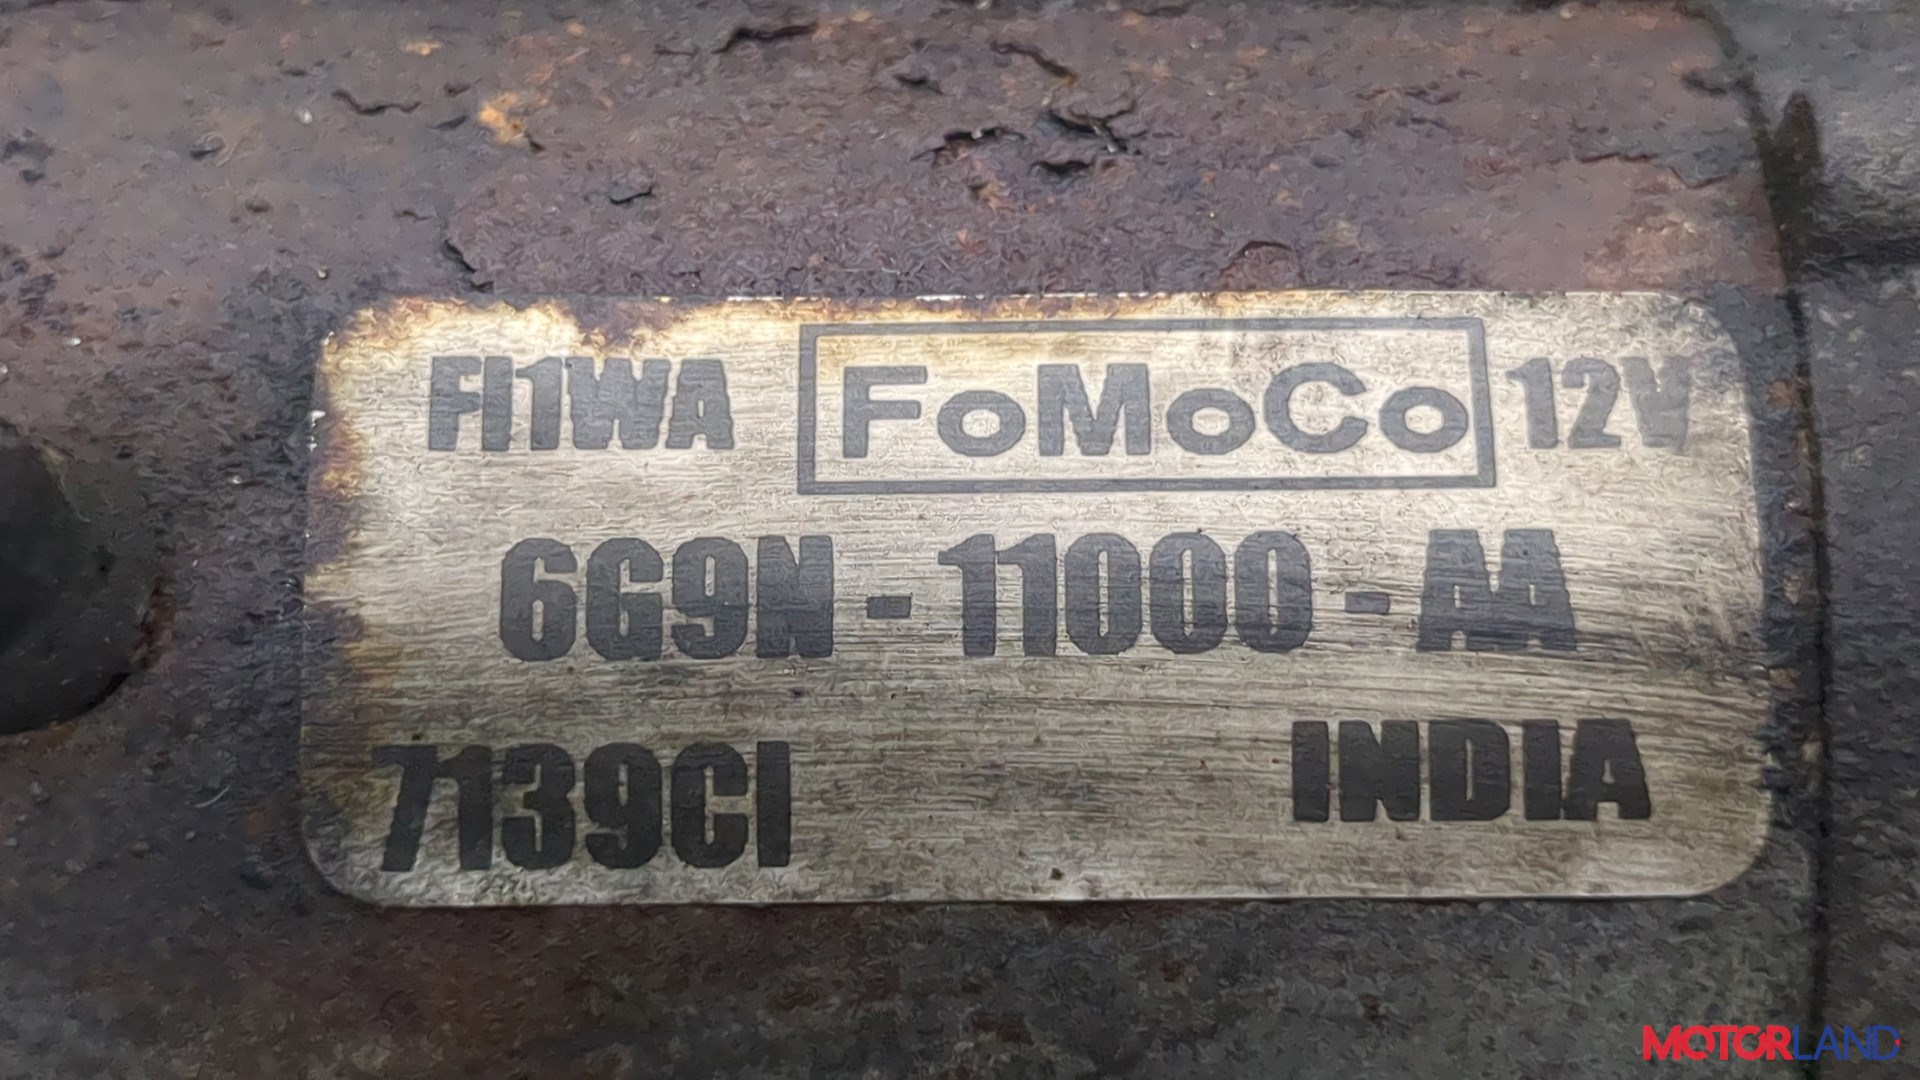 FI1WA FoMoCo 12V
6G9N-11000-AA
7139CI INDIA
MOTORLAND